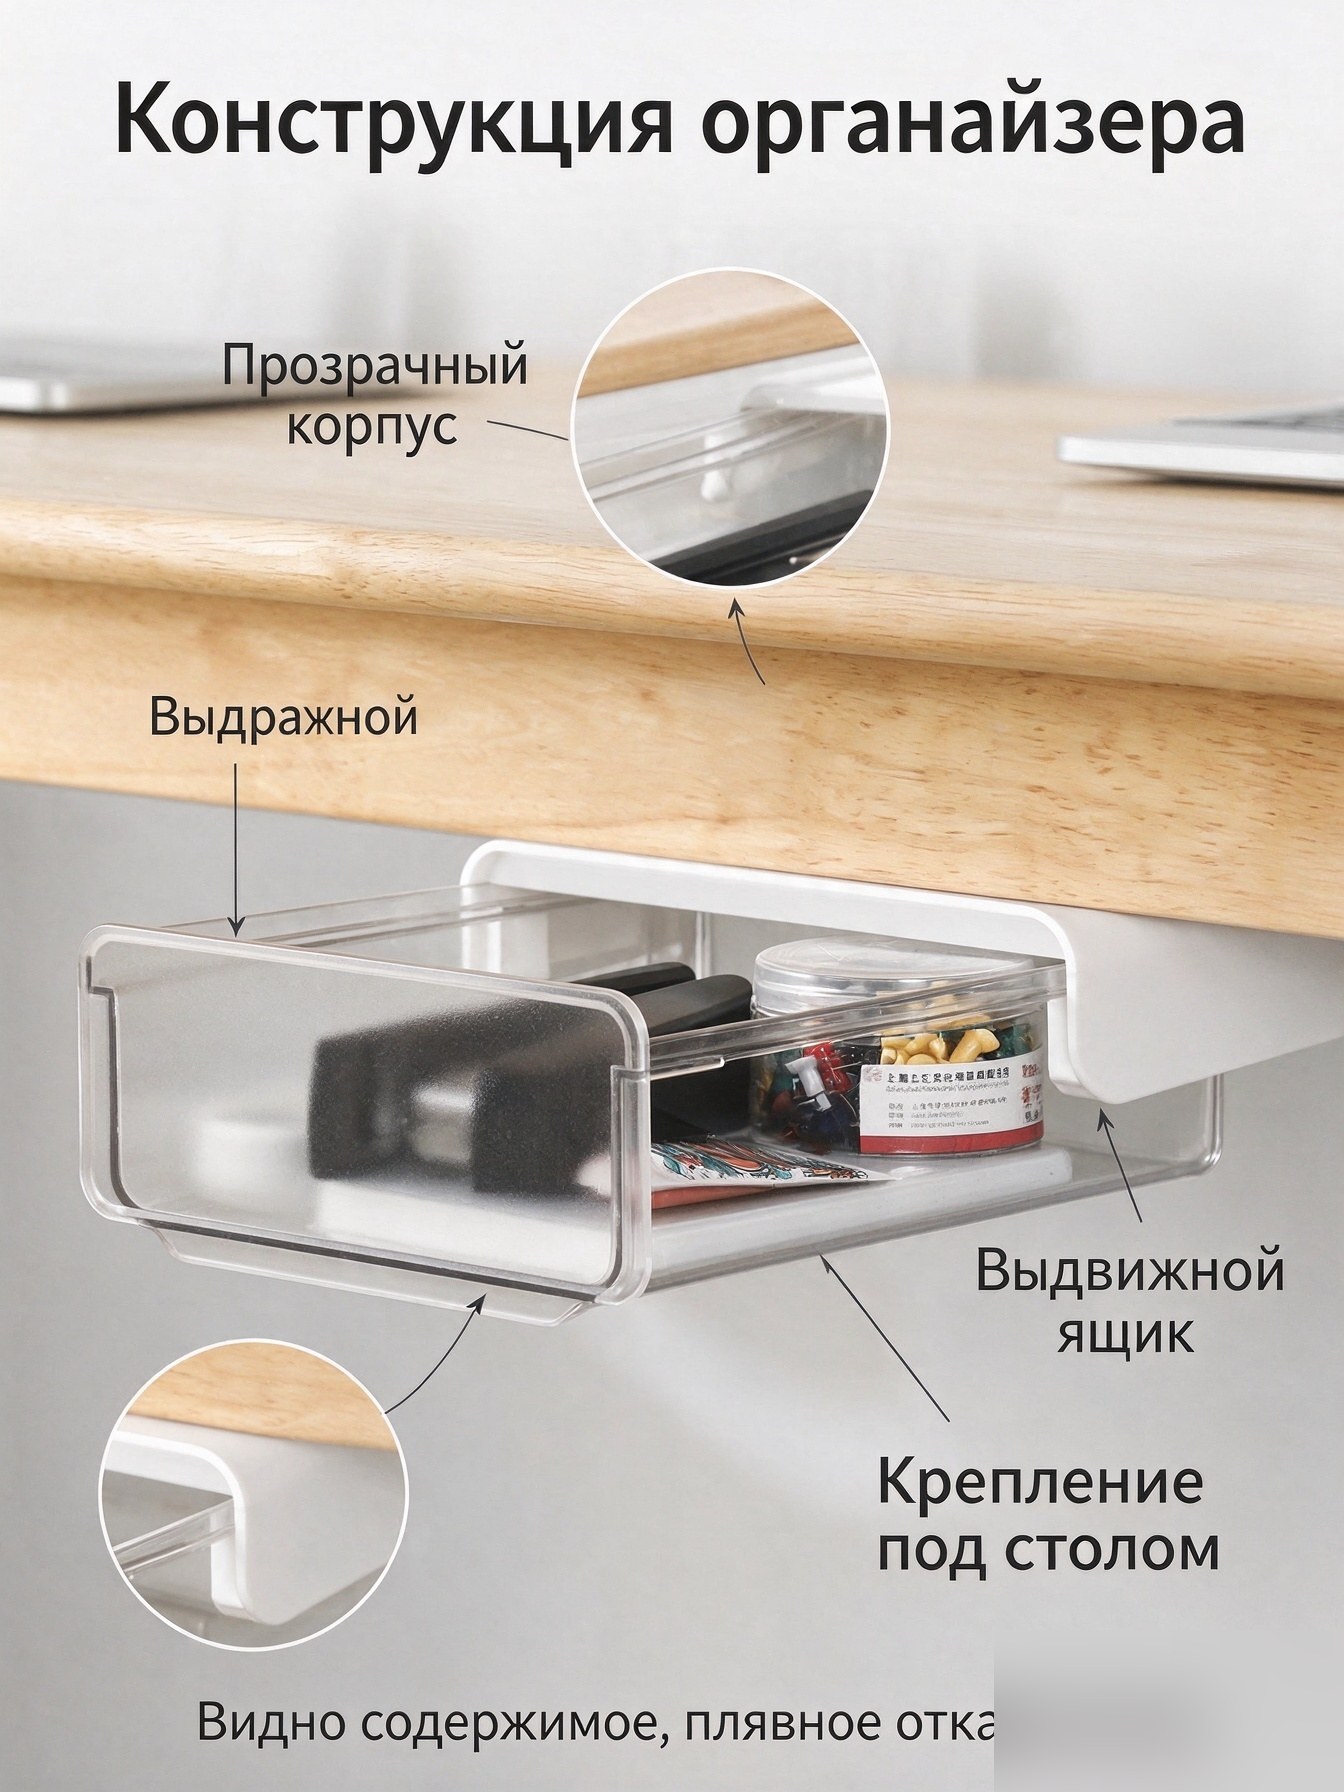 Конструкция органайзера
Прозрачный
корпус
Выдражной
Выдвижной
ящик
Крепление
под столом
Видно содержимое, плявное отка